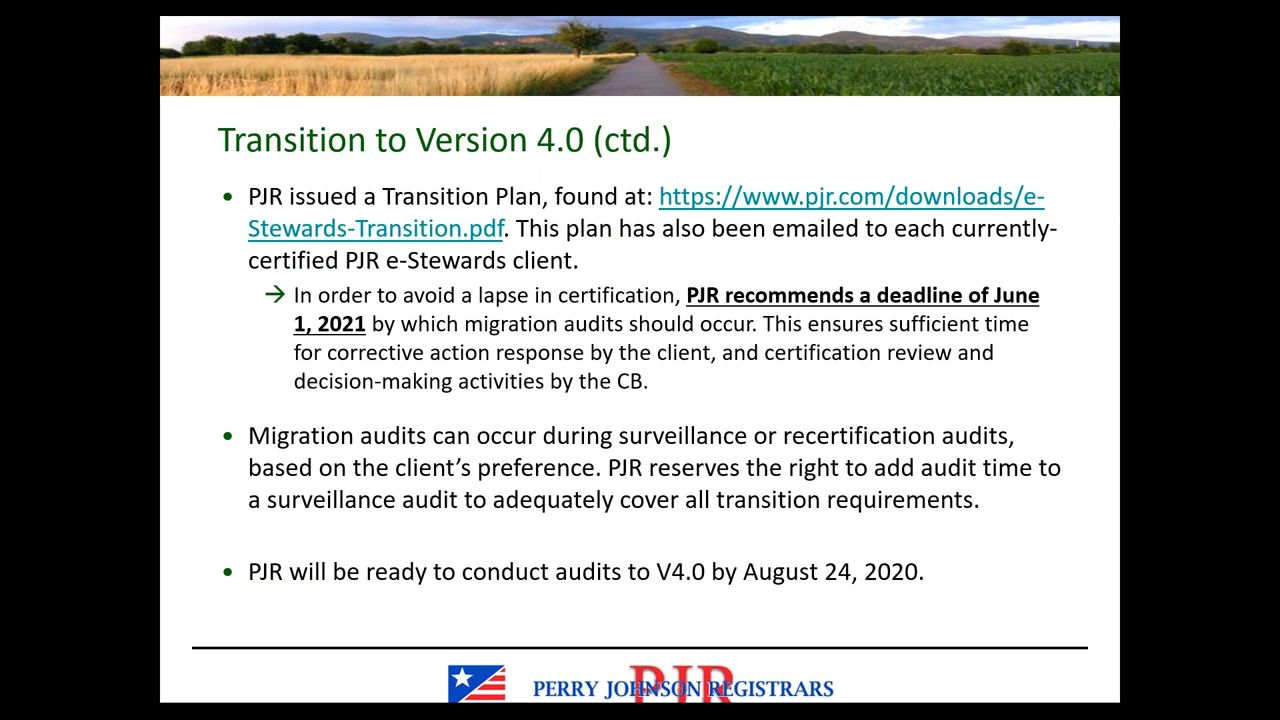 Transition to Version 4.0 (ctd.)
• PJR issued a Transition Plan, found at: https://www.pjr.com/downloads/e-
Stewards-Transition.pdf. This plan has also been emailed to each currently-
certified PJR e-Stewards client.
→ In order to avoid a lapse in certification, PJR recommends a deadline of June
1, 2021 by which migration audits should occur. This ensures sufficient time
for corrective action response by the client, and certification review and
decision-making activities by the CB.
• Migration audits can occur during surveillance or recertification audits,
based on the client’s preference. PJR reserves the right to add audit time to
a surveillance audit to adequately cover all transition requirements.
• PJR will be ready to conduct audits to V4.0 by August 24, 2020.
PJR
PERRY JOHNSON REGISTRARS